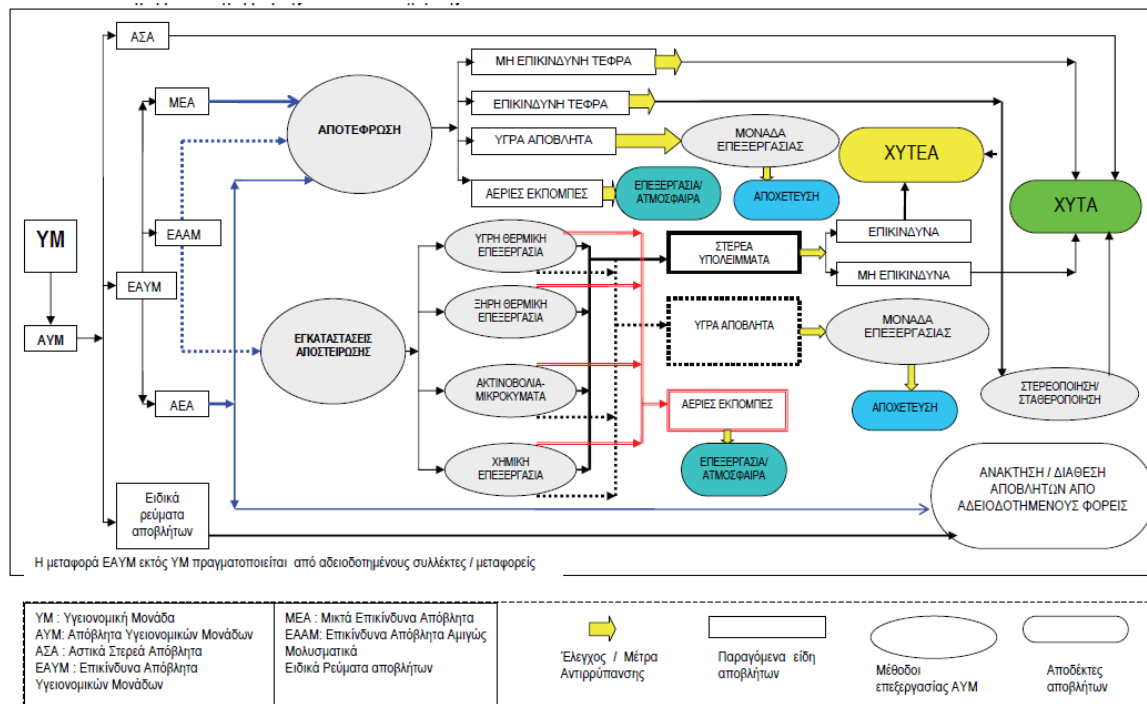 ΑΣΑ
ΜΗ ΕΠΙΚΙΝΔΥΝΗ ΤΕΦΡΑ
ΜΕΑ
ΕΠΙΚΙΝΔΥΝΗ ΤΕΦΡΑ
ΑΠΟΤΕΦΡΩΣΗ
ΥΓΡΑ ΑΠΟΒΛΗΤΑ
ΜΟΝΑΔΑ
ΕΠΕΞΕΡΓΑΣΙΑΣ
ΧΥΤΕΑ
ΑΕΡΙΕΣ ΕΚΠΟΜΠΕΣ
ΕΠΕΞΕΡΓΑΣΙΑ/
ΑΤΜΟΣΦΑΙΡΑ
ΑΠΟΧΕΤΕΥΣΗ
ΧΥΤΑ
ΥΜ
ΕΑΑΜ
ΥΓΡΗ ΘΕΡΜΙΚΗ
ΕΠΕΞΕΡΓΑΣΙΑ
ΣΤΕΡΕΑ
ΥΠΟΛΕΙΜΜΑΤΑ
ΕΠΙΚΙΝΔΥΝΑ
ΜΗ ΕΠΙΚΙΝΔΥΝΑ
ΕΑΥΜ
ΞΗΡΗ ΘΕΡΜΙΚΗ
ΕΠΕΞΕΡΓΑΣΙΑ
ΥΓΡΑ ΑΠΟΒΛΗΤΑ
ΜΟΝΑΔΑ
ΕΠΕΞΕΡΓΑΣΙΑΣ
ΑΥΜ
ΕΓΚΑΤΑΣΤΑΣΕΙΣ
ΑΠΟΣΤΕΙΡΩΣΗΣ
ΑΚΤΙΝΟΒΟΛΙΑ-
ΜΙΚΡΟΚΥΜΑΤΑ
ΣΤΕΡΕΟΠΟΙΗΣΗ/
ΣΤΑΘΕΡΟΠΟΙΗΣΗ
ΑΕΑ
ΑΕΡΙΕΣ ΕΚΠΟΜΠΕΣ
ΑΠΟΧΕΤΕΥΣΗ
ΧΗΜΙΚΗ
ΕΠΕΞΕΡΓΑΣΙΑ
ΕΠΕΞΕΡΓΑΣΙΑ/
ΑΤΜΟΣΦΑΙΡΑ
ΑΝΑΚΤΗΣΗ / ΔΙΑΘΕΣΗ
ΑΠΟΒΛΗΤΩΝ ΑΠΟ
ΑΔΕΙΟΔΟΤΗΜΕΝΟΥΣ ΦΟΡΕΙΣ
Ειδικά
ρεύματα
αποβλήτων
Η μεταφορά ΕΑΥΜ εκτός ΥΜ πραγματοποιείται από αδειοδοτημένους συλλέκτες / μεταφορείς
ΥΜ : Υγειονομική Μονάδα
ΑΥΜ: Απόβλητα Υγειονομικών Μονάδων
ΑΣΑ : Αστικά Στερεά Απόβλητα
ΕΑΥΜ : Επικίνδυνα Απόβλητα
Υγειονομικών Μονάδων
ΜΕΑ : Μικτά Επικίνδυνα Απόβλητα
ΕΑΑΜ: Επικίνδυνα Απόβλητα Αμιγώς
Μολυσματικά
Ειδικά Ρεύματα αποβλήτων
Έλεγχος / Μέτρα
Αντιρρύπανσης
Παραγόμενα είδη
αποβλήτων
Μέθοδοι
επεξεργασίας ΑΥΜ
Αποδέκτες
αποβλήτων